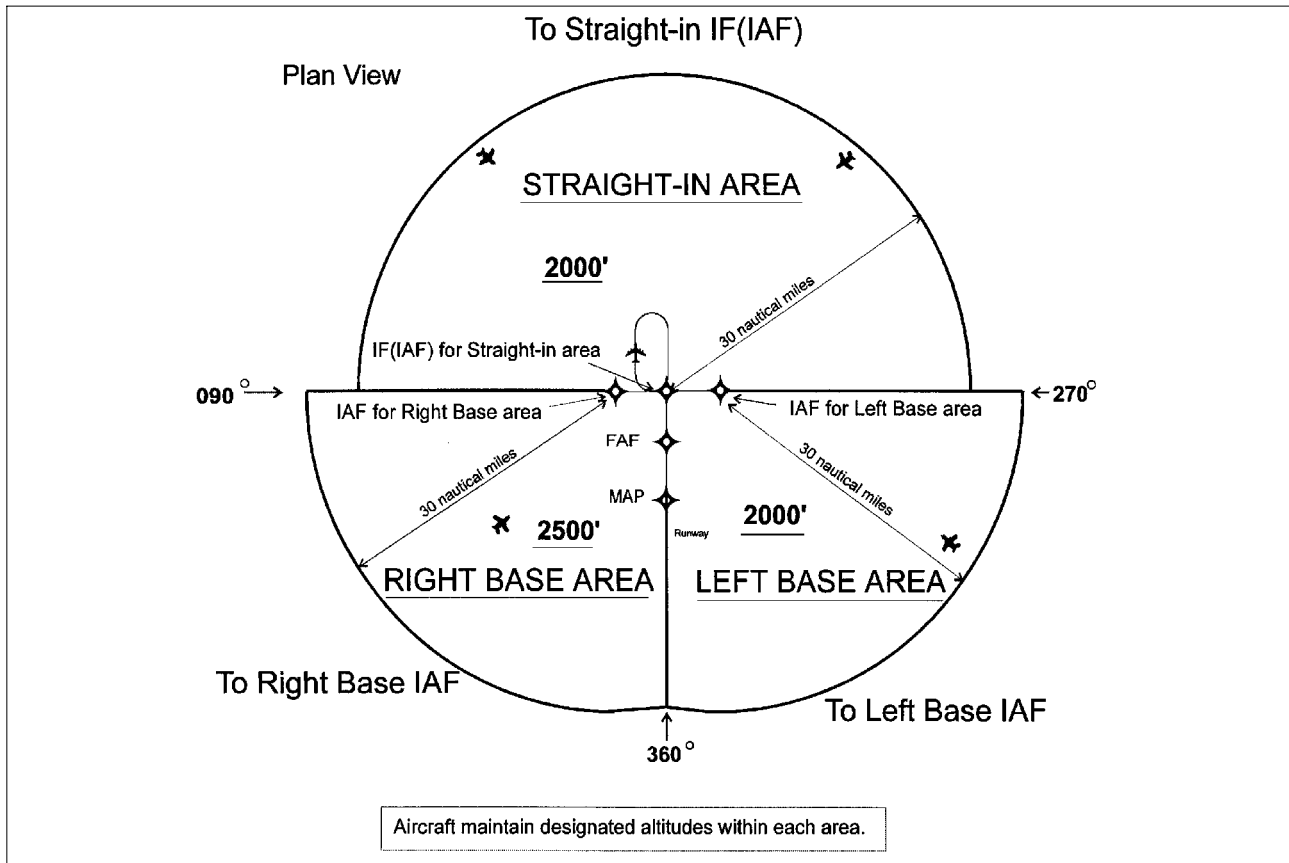 To Straight-in IF(IAF)
Plan View
STRAIGHT-IN AREA
2000'
30 nautical miles
IF(IAF) for Straight-in area
090°
270°
IAF for Right Base area
IAF for Left Base area
FAF
30 nautical miles
30 nautical miles
MAP
2500'
Runway
2000'
RIGHT BASE AREA
LEFT BASE AREA
To Right Base IAF
To Left Base IAF
360°
Aircraft maintain designated altitudes within each area.